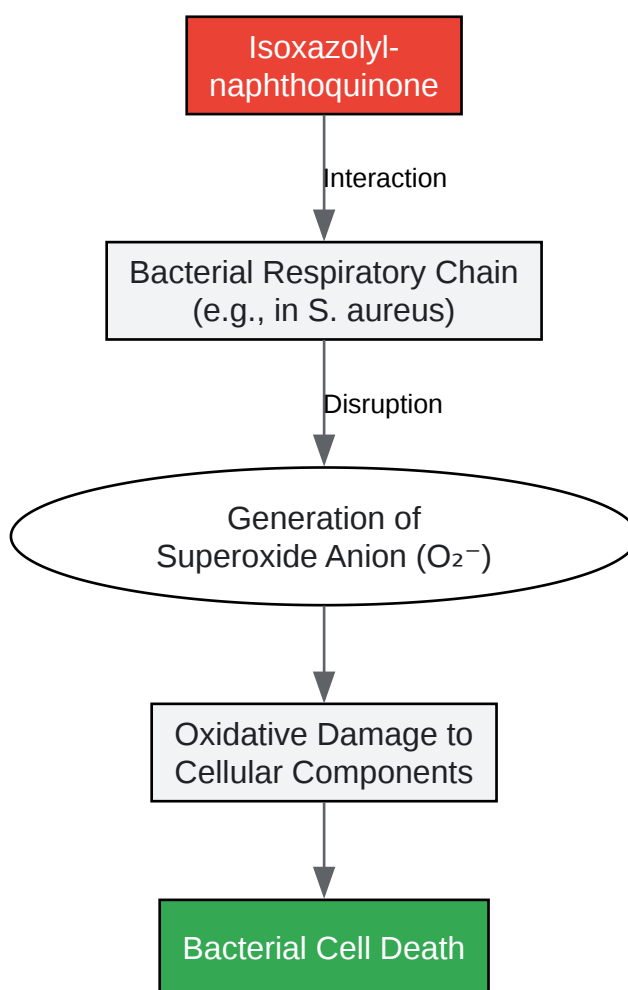 Isoxazolyl-
naphthoquinone
Interaction
Bacterial Respiratory Chain
(e.g., in S. aureus)
Disruption
Generation of
Superoxide Anion (O₂⁻)
Oxidative Damage to
Cellular Components
Bacterial Cell Death